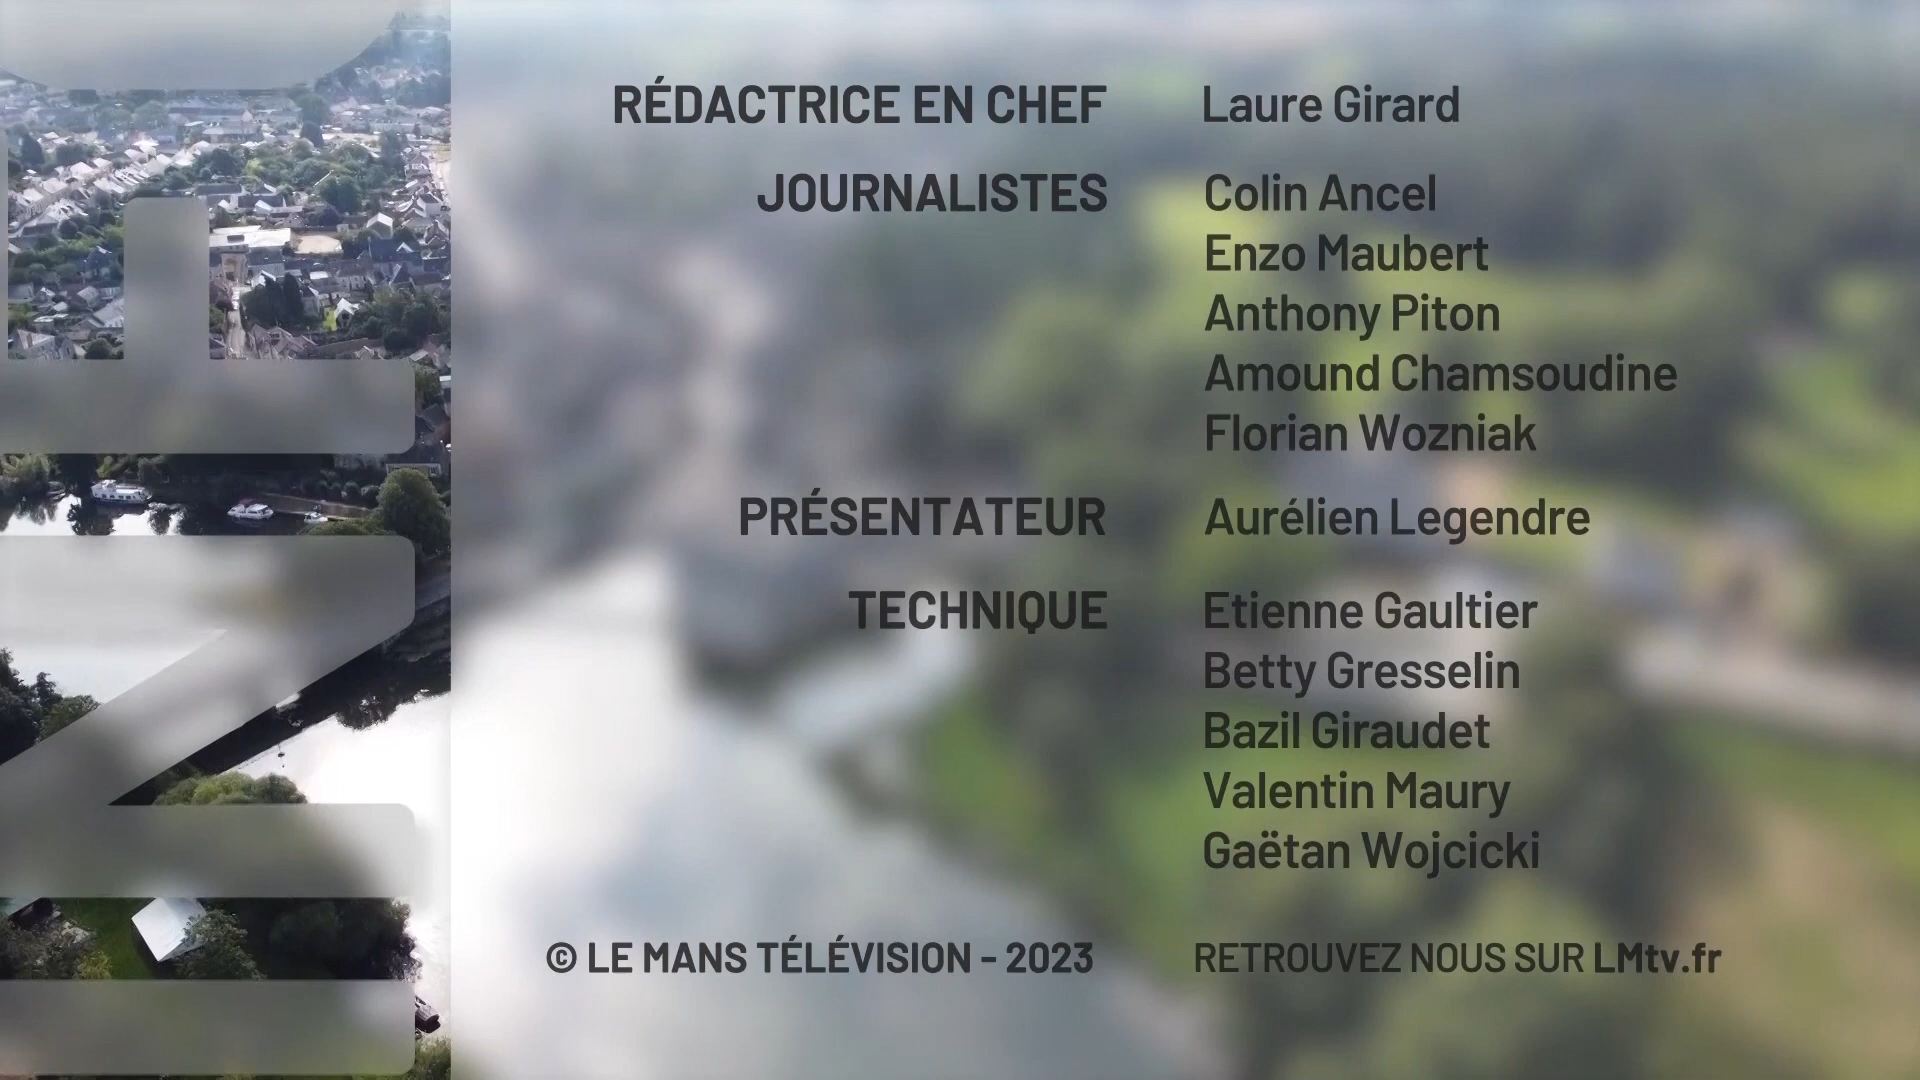 RÉDACTRICE EN CHEF Laure Girard
JOURNALISTES Colin Ancel
Enzo Maubert
Anthony Piton
Amound Chamsoudine
Florian Wozniak
PRÉSENTATEUR Aurélien Legendre
TECHNIQUE Etienne Gaultier
Betty Gresselin
Bazil Giraudet
Valentin Maury
Gaëtan Wojcicki
© LE MANS TÉLÉVISION - 2023 RETROUVEZ NOUS SUR LMtv.fr